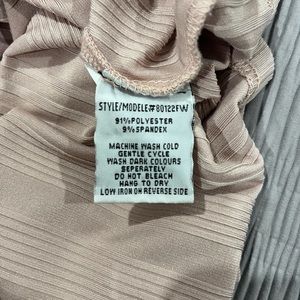 STYLE/MODELE#80122FW
91%POLYESTER
9%SPANDEX
MACHINE WASH COLD
GENTLE CYCLE
WASH DARK COLOURS
SEPERATELY
DO NOT BLEACH
HANG TO DRY
LOW IRON ON REVERSE SIDE